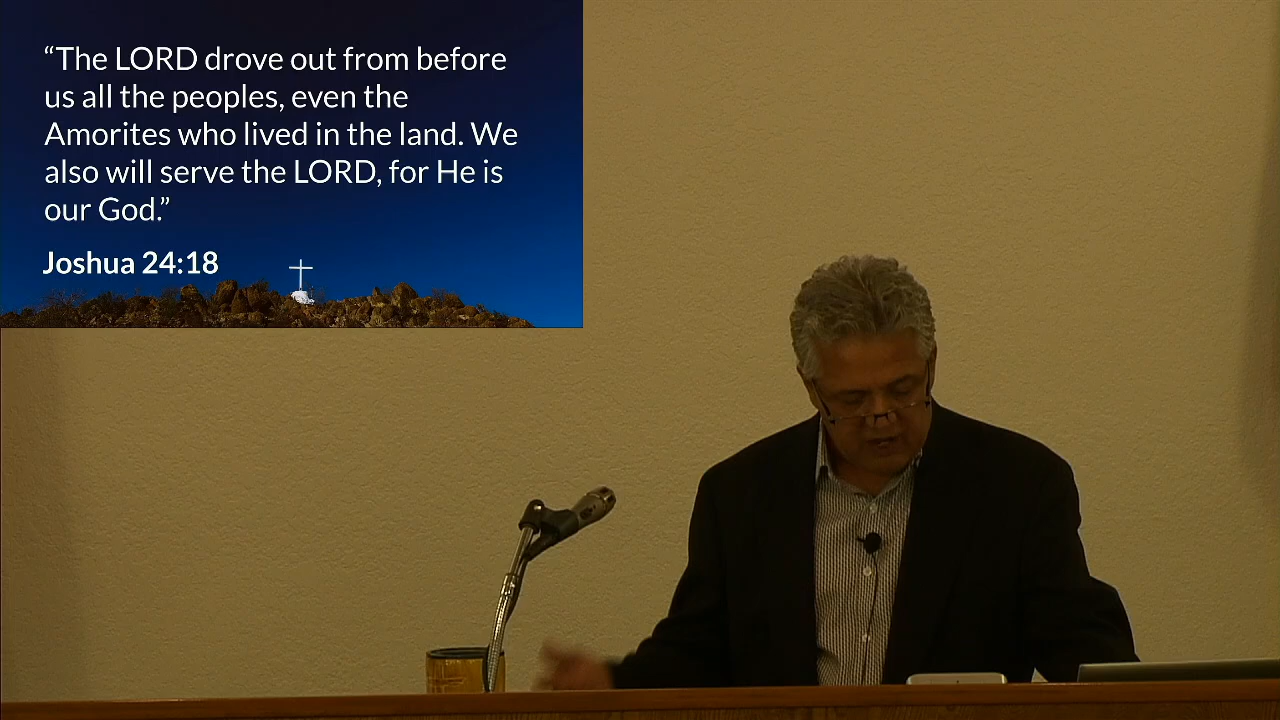 “The LORD drove out from before
us all the peoples, even the
Amorites who lived in the land. We
also will serve the LORD, for He is
our God.”
Joshua 24:18